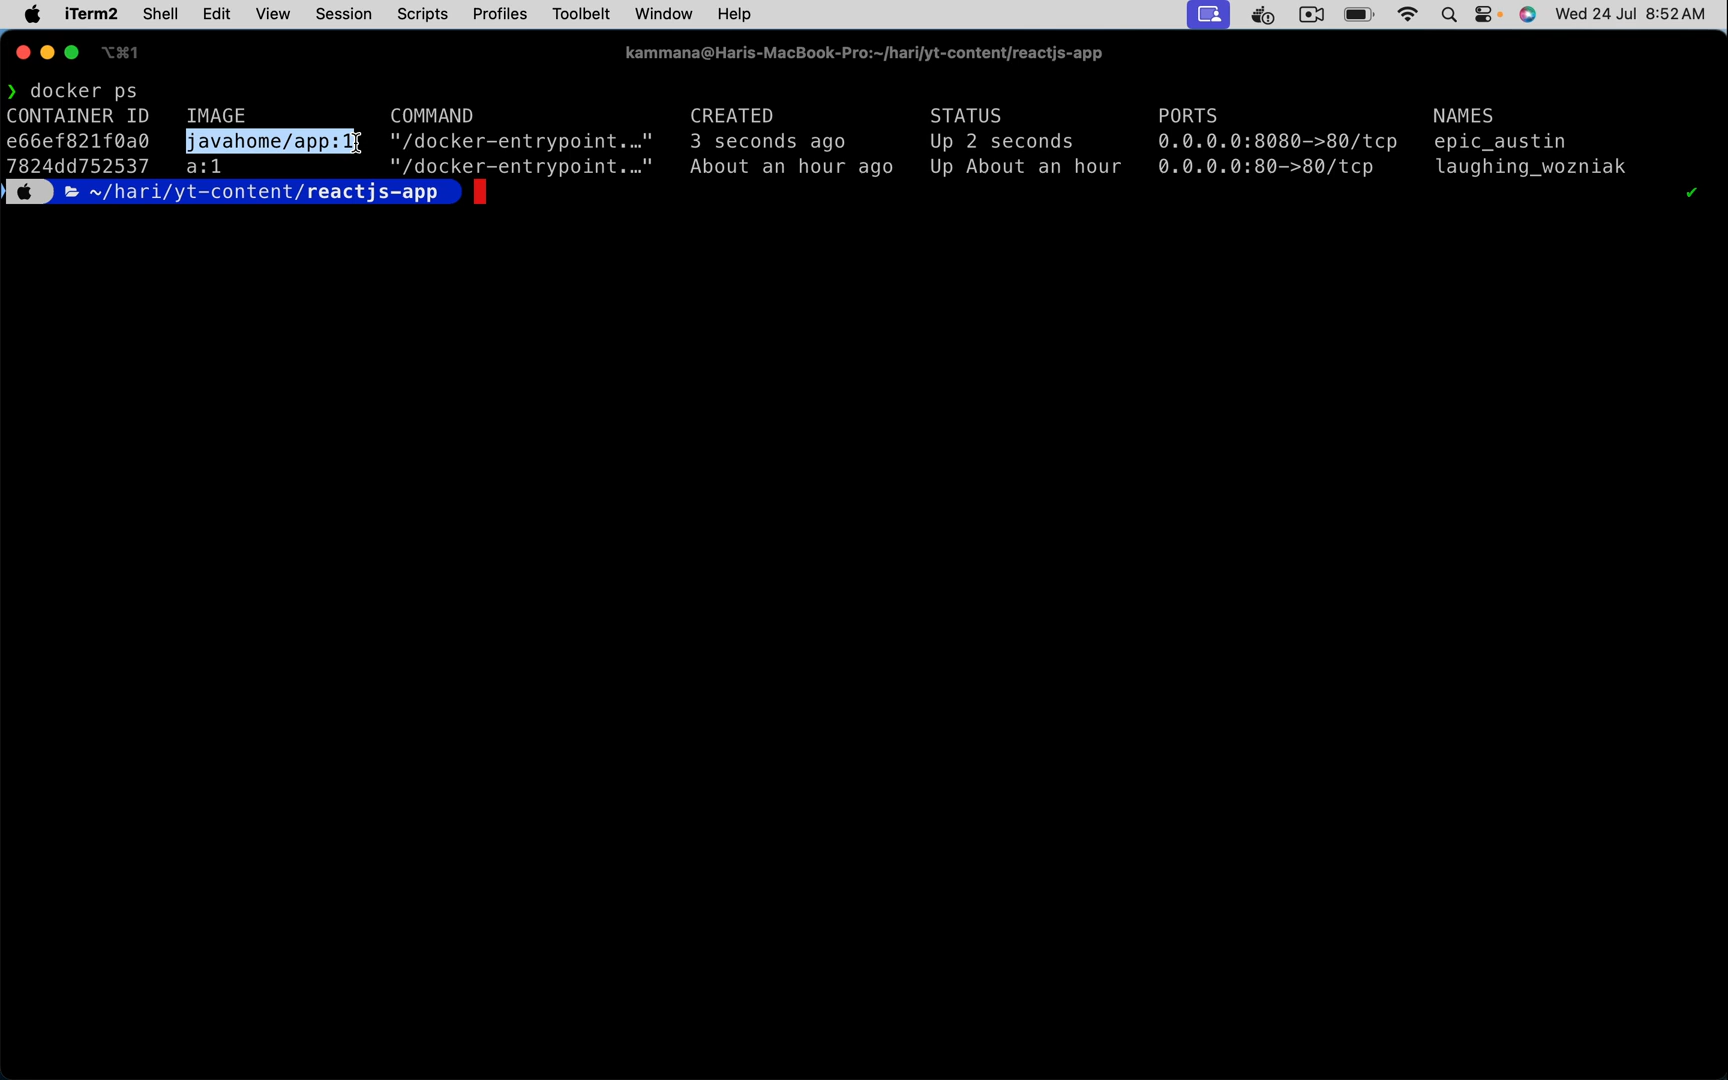 iTerm2 Shell Edit View Session Scripts Profiles Toolbelt Window Help Wed 24 Jul 8:52 AM
⌥⌘1 kammana@Haris-MacBook-Pro:~/hari/yt-content/reactjs-app
❯ docker ps
CONTAINER ID IMAGE COMMAND CREATED STATUS PORTS NAMES
e66ef821f0a0 javahome/app:1 "/docker-entrypoint.…" 3 seconds ago Up 2 seconds 0.0.0.0:8080->80/tcp epic_austin
7824dd752537 a:1 "/docker-entrypoint.…" About an hour ago Up About an hour 0.0.0.0:80->80/tcp laughing_wozniak
~/hari/yt-content/reactjs-app ✔